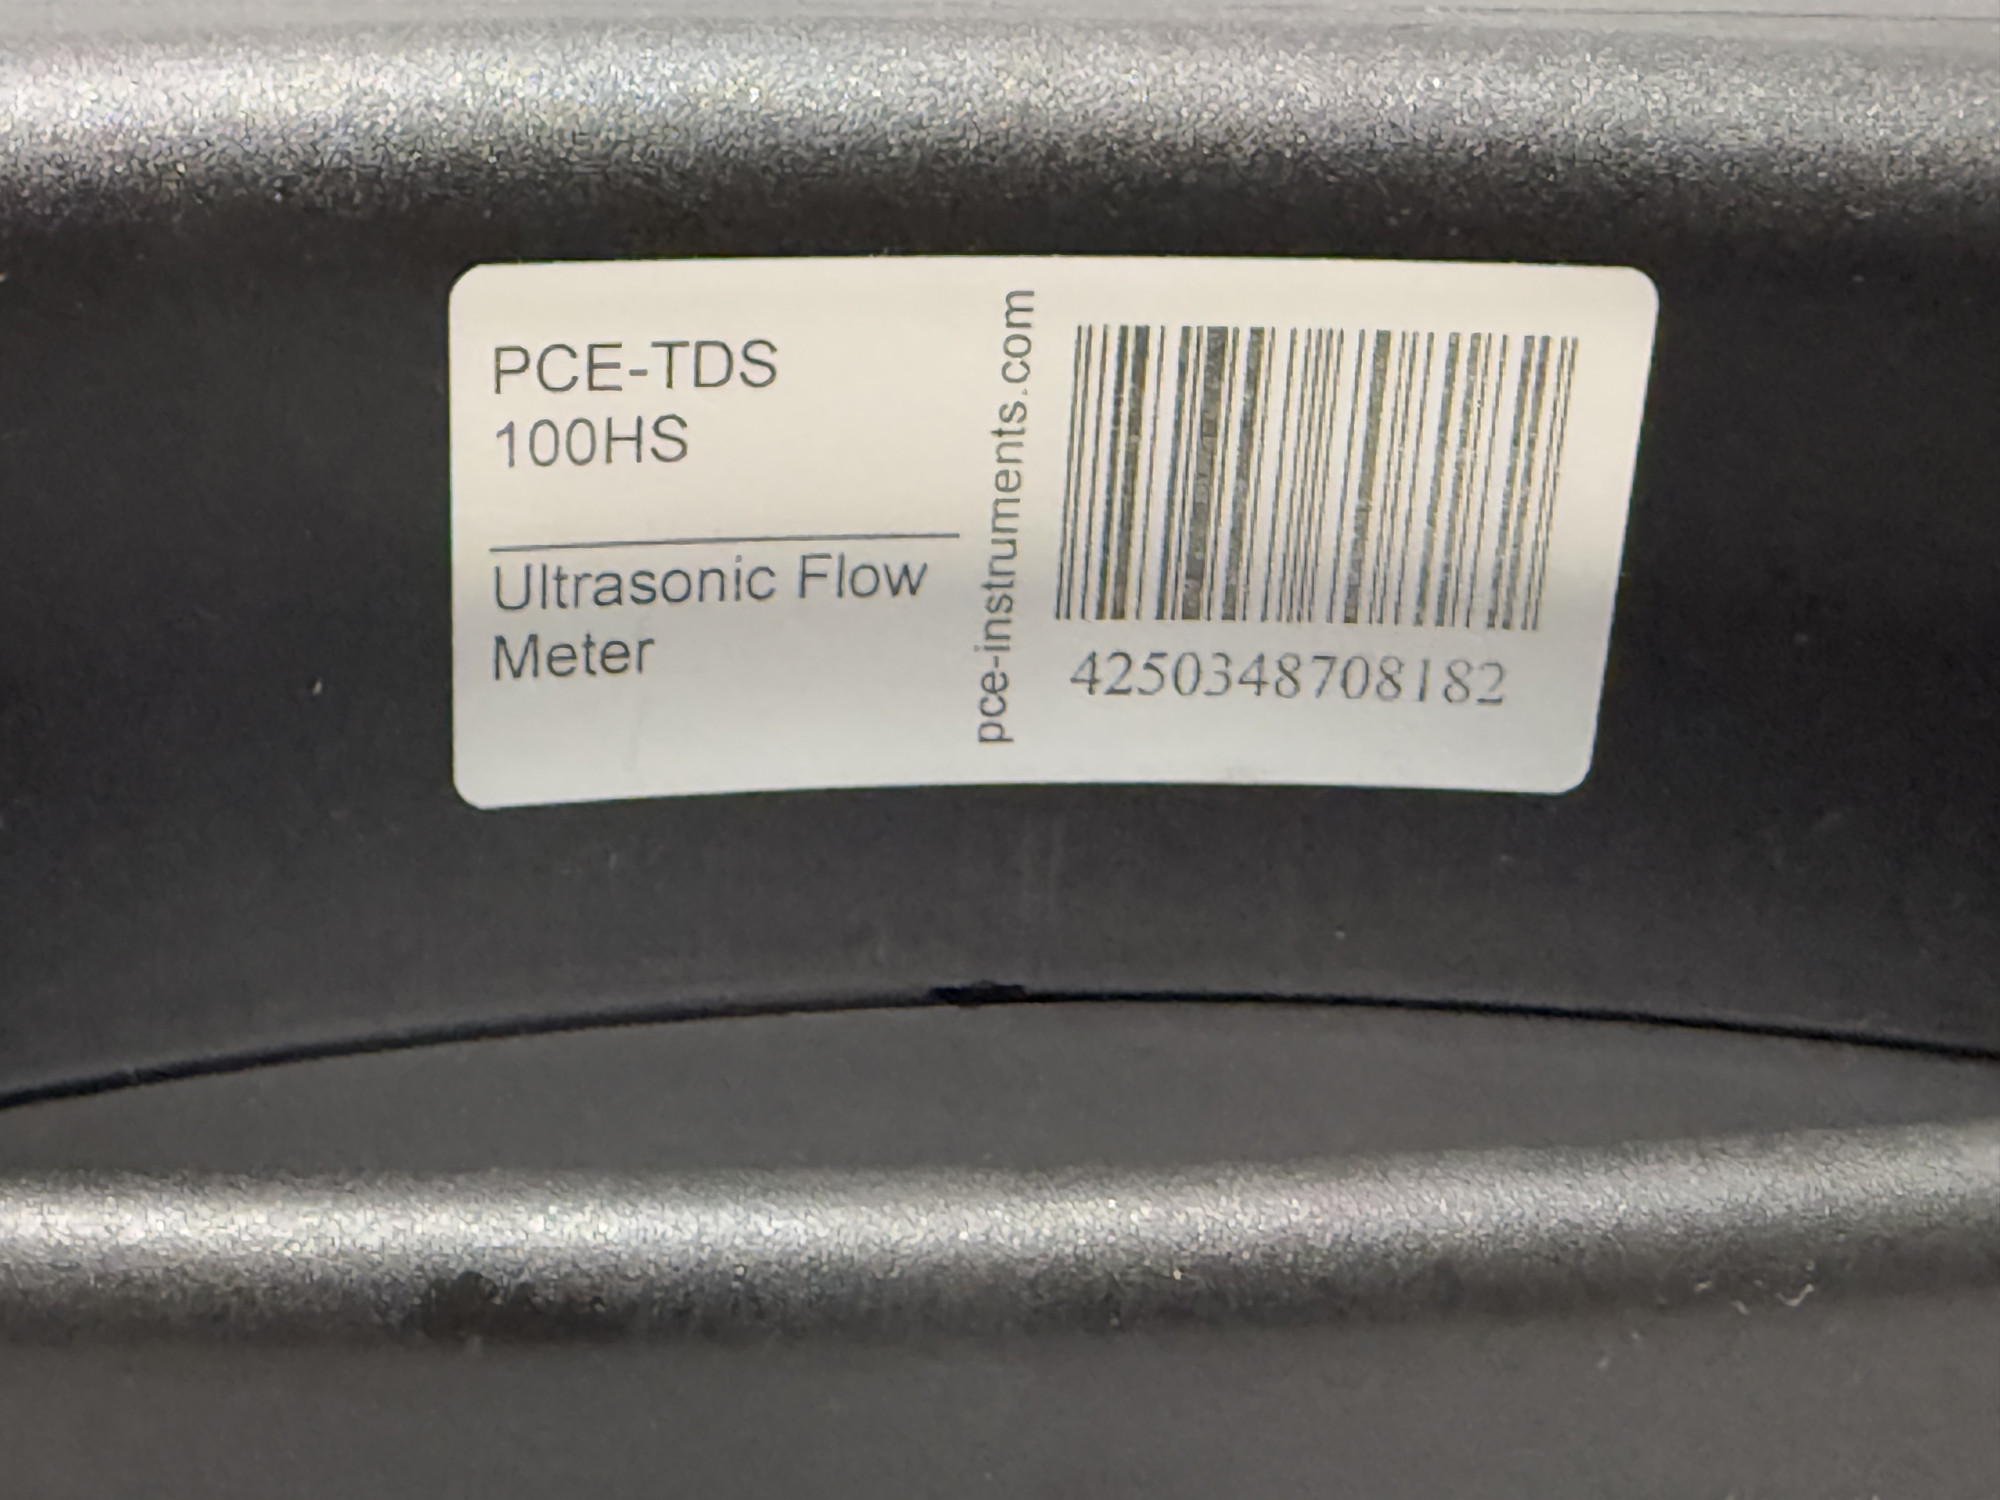 PCE-TDS
100HS
Ultrasonic Flow
Meter
pce-instruments.com
4250348708182